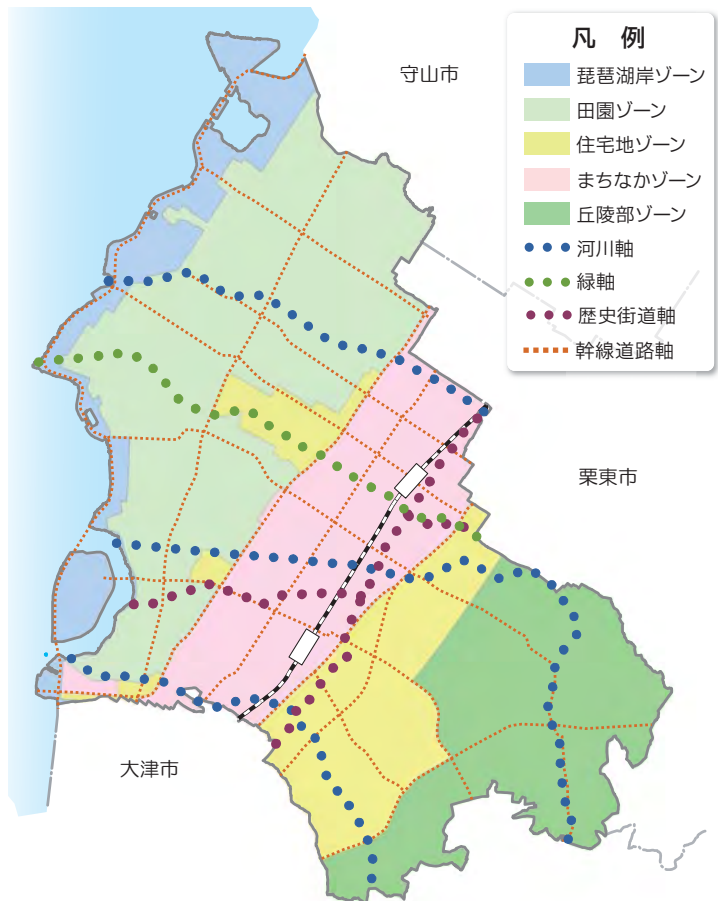 凡 例
琵琶湖岸ゾーン
田園ゾーン
住宅地ゾーン
まちなかゾーン
丘陵部ゾーン
河川軸
緑軸
歴史街道軸
幹線道路軸
守山市
栗東市
大津市